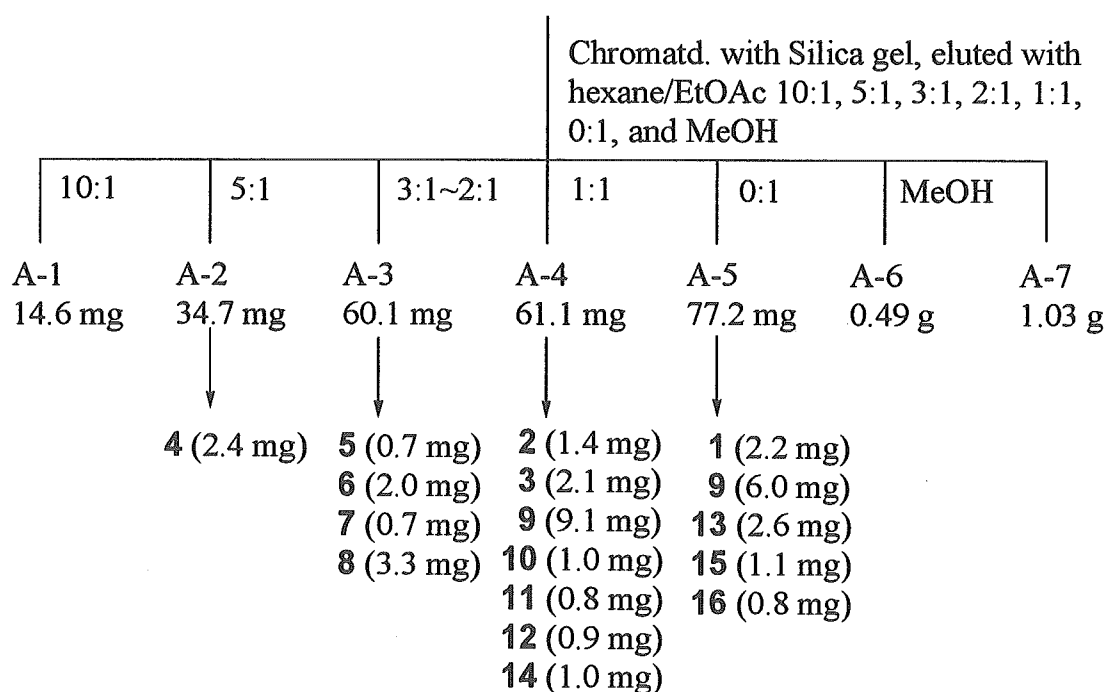 Chromatd. with Silica gel, eluted with
hexane/EtOAc 10:1, 5:1, 3:1, 2:1, 1:1,
0:1, and MeOH
10:1 5:1 3:1~2:1 1:1 0:1 MeOH
A-1 A-2 A-3 A-4 A-5 A-6 A-7
14.6 mg 34.7 mg 60.1 mg 61.1 mg 77.2 mg 0.49 g 1.03 g
4 (2.4 mg) 5 (0.7 mg) 2 (1.4 mg) 1 (2.2 mg)
6 (2.0 mg) 3 (2.1 mg) 9 (6.0 mg)
7 (0.7 mg) 9 (9.1 mg) 13 (2.6 mg)
8 (3.3 mg) 10 (1.0 mg) 15 (1.1 mg)
11 (0.8 mg) 16 (0.8 mg)
12 (0.9 mg)
14 (1.0 mg)